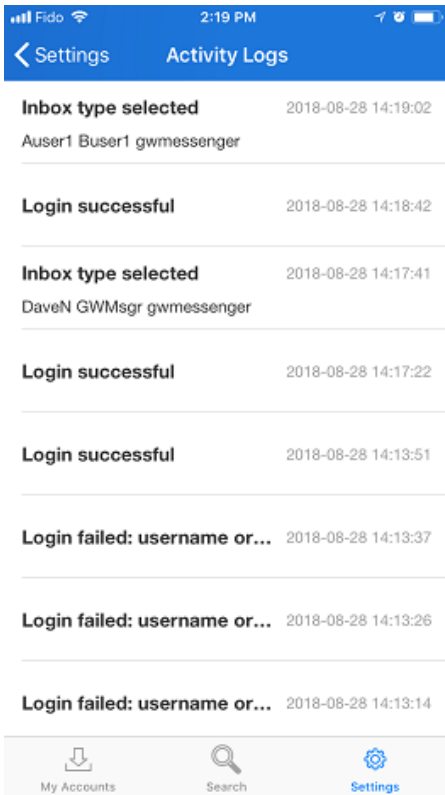 Fido 2:19 PM
Settings Activity Logs
Inbox type selected 2018-08-28 14:19:02
Auser1 Buser1 gwmessenger
Login successful 2018-08-28 14:18:42
Inbox type selected 2018-08-28 14:17:41
DaveN GWMsgr gwmessenger
Login successful 2018-08-28 14:17:22
Login successful 2018-08-28 14:13:51
Login failed: username or... 2018-08-28 14:13:37
Login failed: username or... 2018-08-28 14:13:26
Login failed: username or... 2018-08-28 14:13:14
My Accounts Search Settings